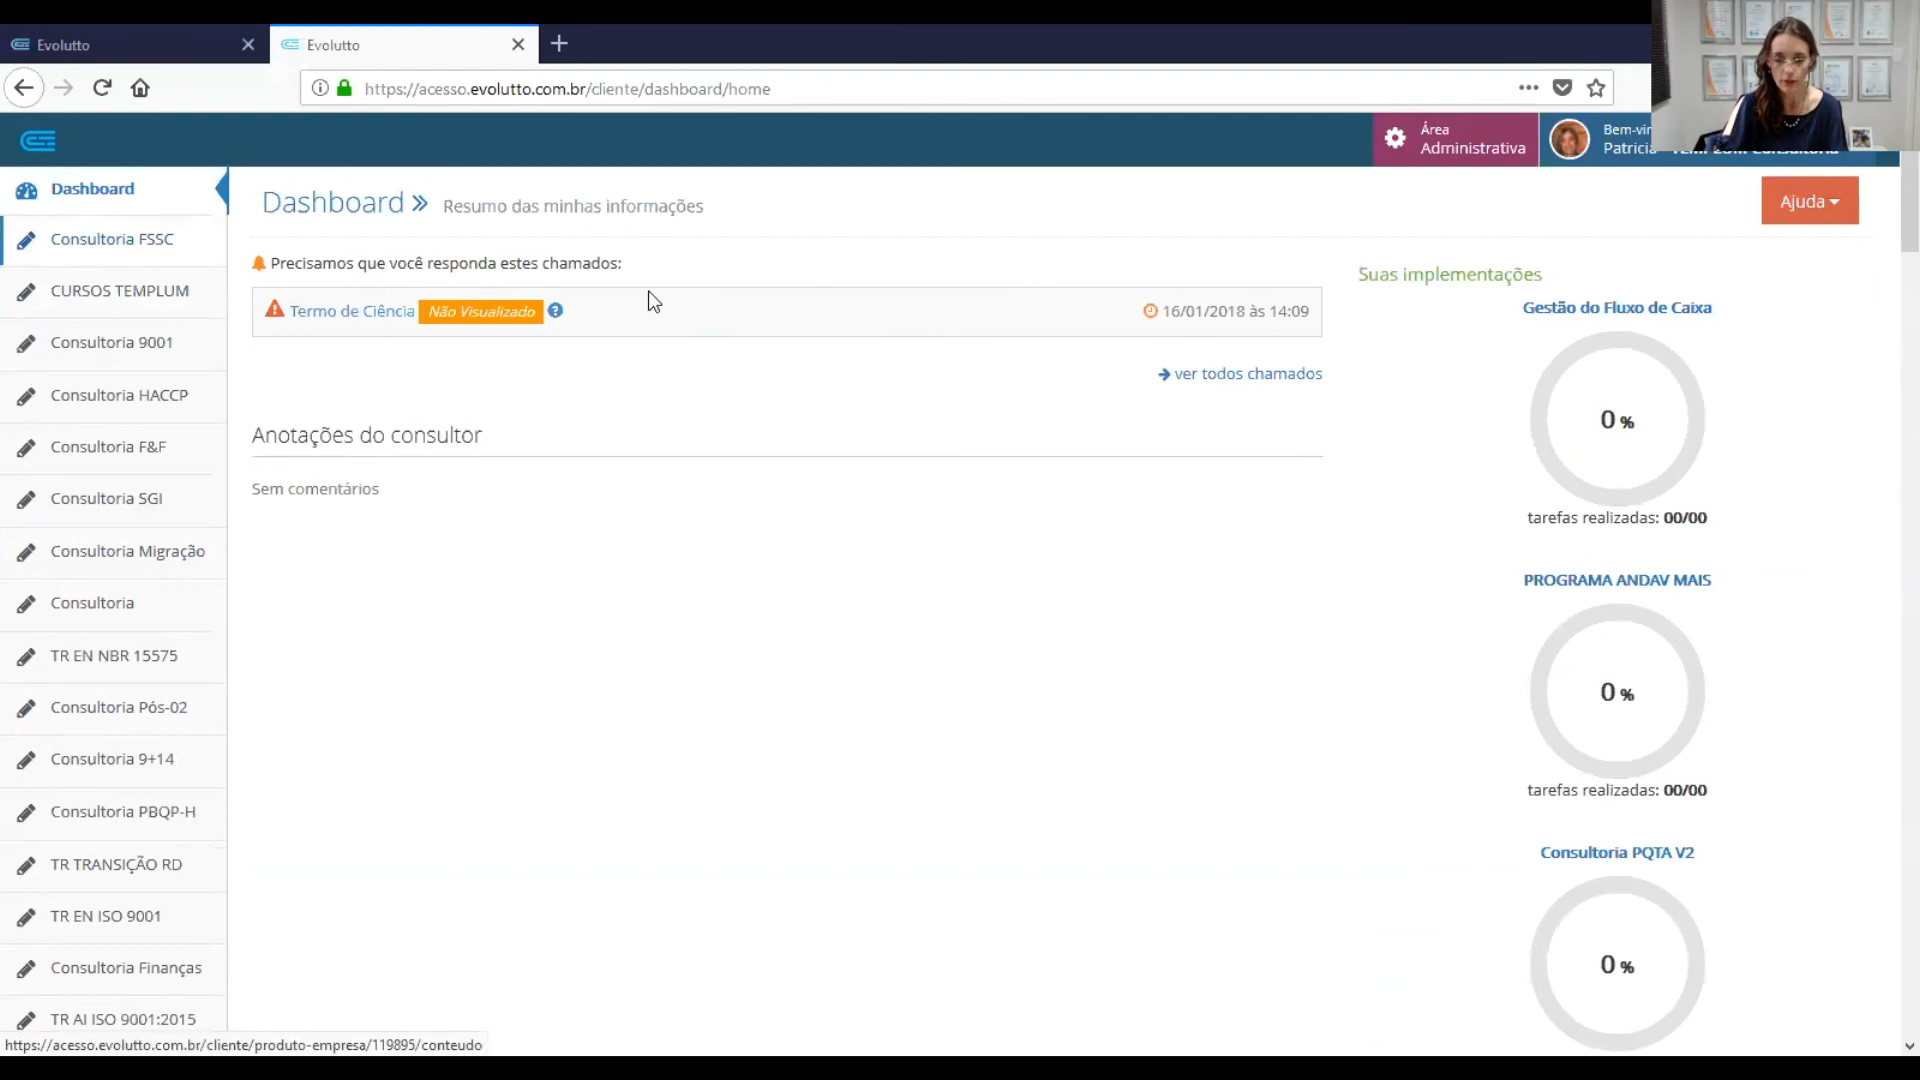 Evolutto
Evolutto
https://acesso.evolutto.com.br/cliente/dashboard/home
Área
Administrativa
Patricia
Dashboard
Consultoria FSSC
CURSOS TEMPLUM
Consultoria 9001
Consultoria HACCP
Consultoria F&F
Consultoria SGI
Consultoria Migração
Consultoria
TR EN NBR 15575
Consultoria Pós-02
Consultoria 9+14
Consultoria PBQP-H
TR TRANSIÇÃO RD
TR EN ISO 9001
Consultoria Finanças
TR AI ISO 9001:2015
Dashboard » Resumo das minhas informações
Ajuda
Precisamos que você responda estes chamados:
Termo de Ciência Não Visualizado ? 16/01/2018 às 14:09
ver todos chamados
Anotações do consultor
Sem comentários
Suas implementações
Gestão do Fluxo de Caixa
0 %
tarefas realizadas: 00/00
PROGRAMA ANDAV MAIS
0 %
tarefas realizadas: 00/00
Consultoria PQTA V2
0 %
https://acesso.evolutto.com.br/cliente/produto-empresa/119895/conteudo